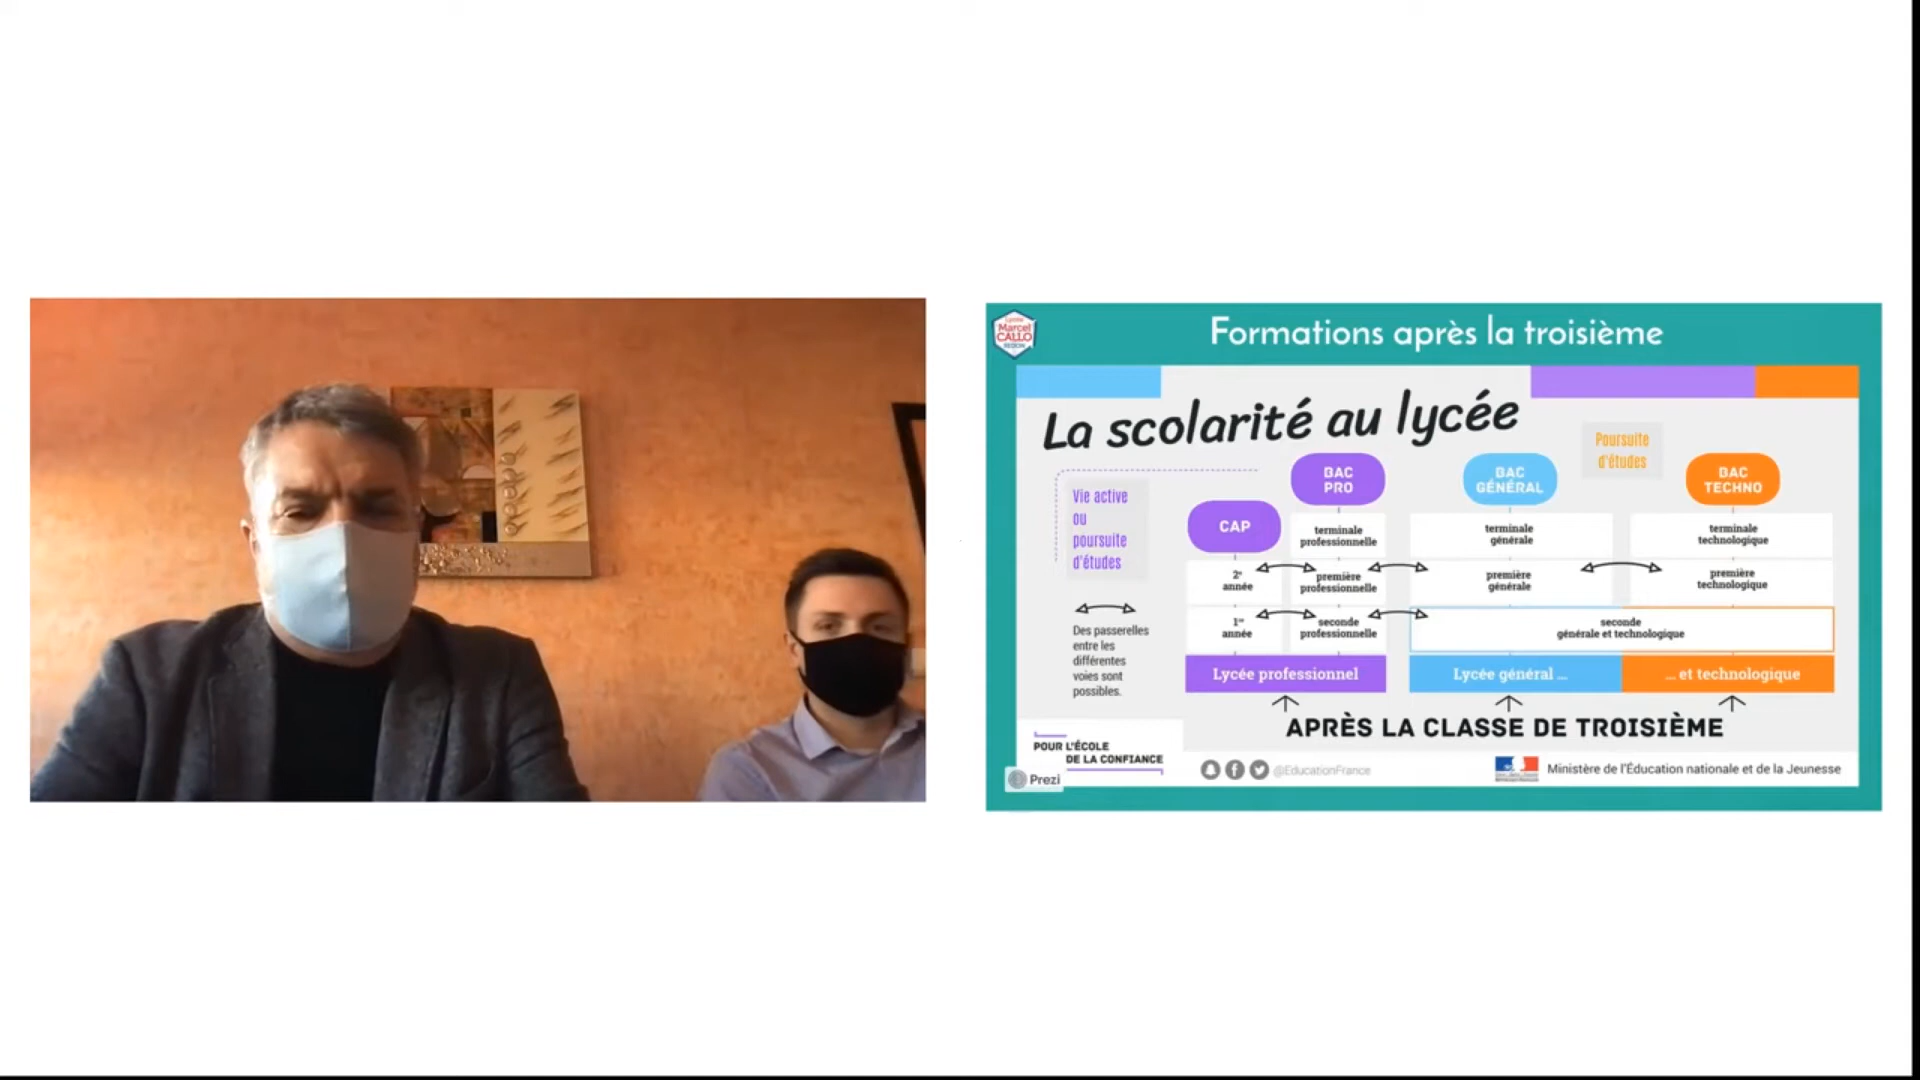 Lycée
Marcel
CALLO
REDON
Formations après la troisième
La scolarité au lycée
Poursuite
d'études
BAC
PRO
BAC
GÉNÉRAL
BAC
TECHNO
CAP
Vie active
ou
poursuite
d'études
terminale
professionnelle
terminale
générale
terminale
technologique
2e
année
première
professionnelle
première
générale
première
technologique
1re
année
seconde
professionnelle
seconde
générale et technologique
Des passerelles
entre les
différentes
voies sont
possibles.
Lycée professionnel
Lycée général ...
... et technologique
APRÈS LA CLASSE DE TROISIÈME
POUR L'ÉCOLE
DE LA CONFIANCE
Prezi
@EducationFrance
Ministère de l'Éducation nationale et de la Jeunesse